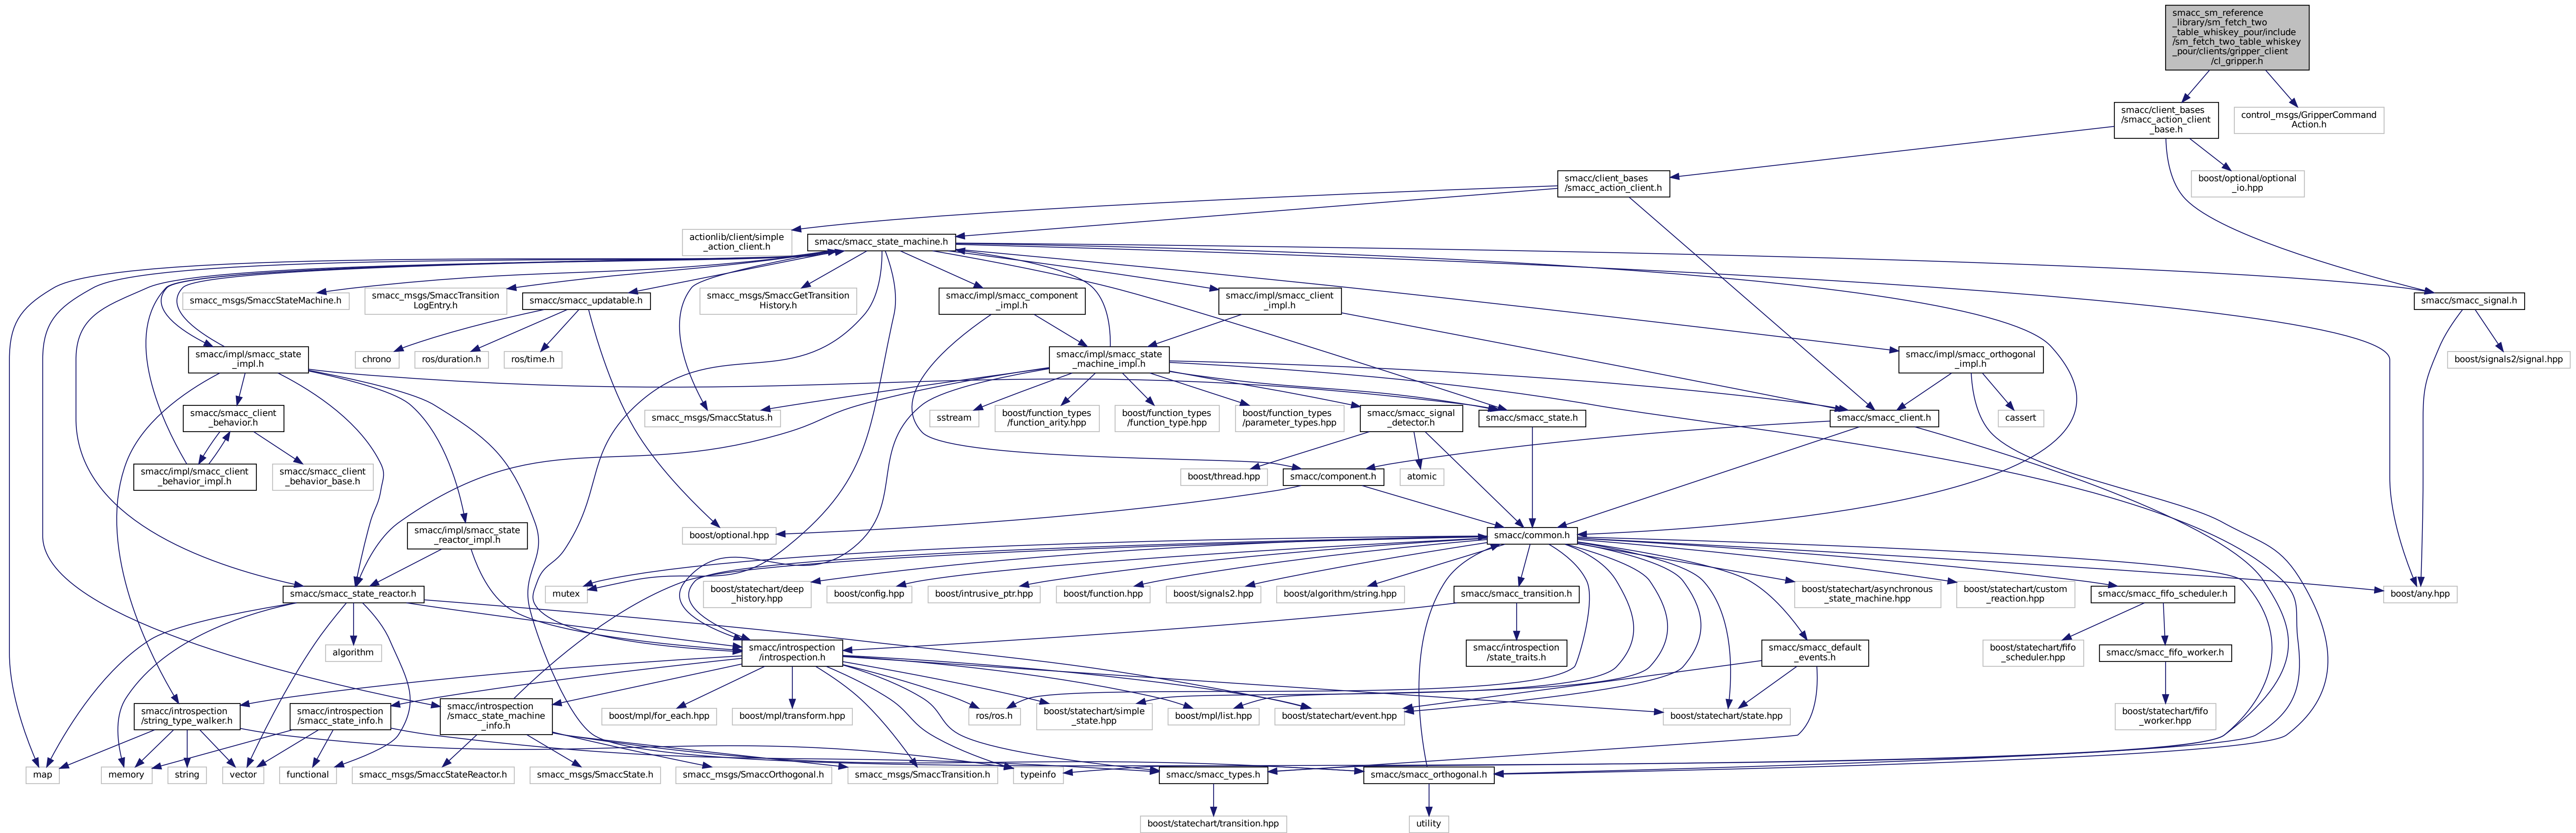 smacc_sm_reference
_library/sm_fetch_two
_table_whiskey_pour/include
/sm_fetch_two_table_whiskey
_pour/clients/gripper_client
/cl_gripper.h
smacc/client_bases
/smacc_action_client
_base.h
control_msgs/GripperCommand
Action.h
smacc/client_bases
/smacc_action_client.h
boost/optional/optional
_io.hpp
actionlib/client/simple
_action_client.h
smacc/smacc_state_machine.h
smacc_msgs/SmaccStateMachine.h
smacc_msgs/SmaccTransition
LogEntry.h
smacc/smacc_updatable.h
smacc_msgs/SmaccGetTransition
History.h
smacc/impl/smacc_component
_impl.h
smacc/impl/smacc_client
_impl.h
smacc/smacc_signal.h
smacc/impl/smacc_state
_impl.h
chrono
ros/duration.h
ros/time.h
smacc/impl/smacc_state
_machine_impl.h
smacc/impl/smacc_orthogonal
_impl.h
boost/signals2/signal.hpp
smacc/smacc_client
_behavior.h
smacc_msgs/SmaccStatus.h
sstream
boost/function_types
/function_arity.hpp
boost/function_types
/function_type.hpp
boost/function_types
/parameter_types.hpp
smacc/smacc_signal
_detector.h
smacc/smacc_state.h
smacc/smacc_client.h
cassert
smacc/impl/smacc_client
_behavior_impl.h
smacc/smacc_client
_behavior_base.h
boost/thread.hpp
smacc/component.h
atomic
smacc/impl/smacc_state
_reactor_impl.h
boost/optional.hpp
smacc/common.h
smacc/smacc_state_reactor.h
mutex
boost/statechart/deep
_history.hpp
boost/config.hpp
boost/intrusive_ptr.hpp
boost/function.hpp
boost/signals2.hpp
boost/algorithm/string.hpp
smacc/smacc_transition.h
boost/statechart/asynchronous
_state_machine.hpp
boost/statechart/custom
_reaction.hpp
smacc/smacc_fifo_scheduler.h
boost/any.hpp
algorithm
smacc/introspection
/introspection.h
smacc/introspection
/state_traits.h
smacc/smacc_default
_events.h
boost/statechart/fifo
_scheduler.hpp
smacc/smacc_fifo_worker.h
smacc/introspection
/string_type_walker.h
smacc/introspection
/smacc_state_info.h
smacc/introspection
/smacc_state_machine
_info.h
boost/mpl/for_each.hpp
boost/mpl/transform.hpp
ros/ros.h
boost/statechart/simple
_state.hpp
boost/mpl/list.hpp
boost/statechart/event.hpp
boost/statechart/state.hpp
boost/statechart/fifo
_worker.hpp
map
memory
string
vector
functional
smacc_msgs/SmaccStateReactor.h
smacc_msgs/SmaccState.h
smacc_msgs/SmaccOrthogonal.h
smacc_msgs/SmaccTransition.h
typeinfo
smacc/smacc_types.h
smacc/smacc_orthogonal.h
boost/statechart/transition.hpp
utility